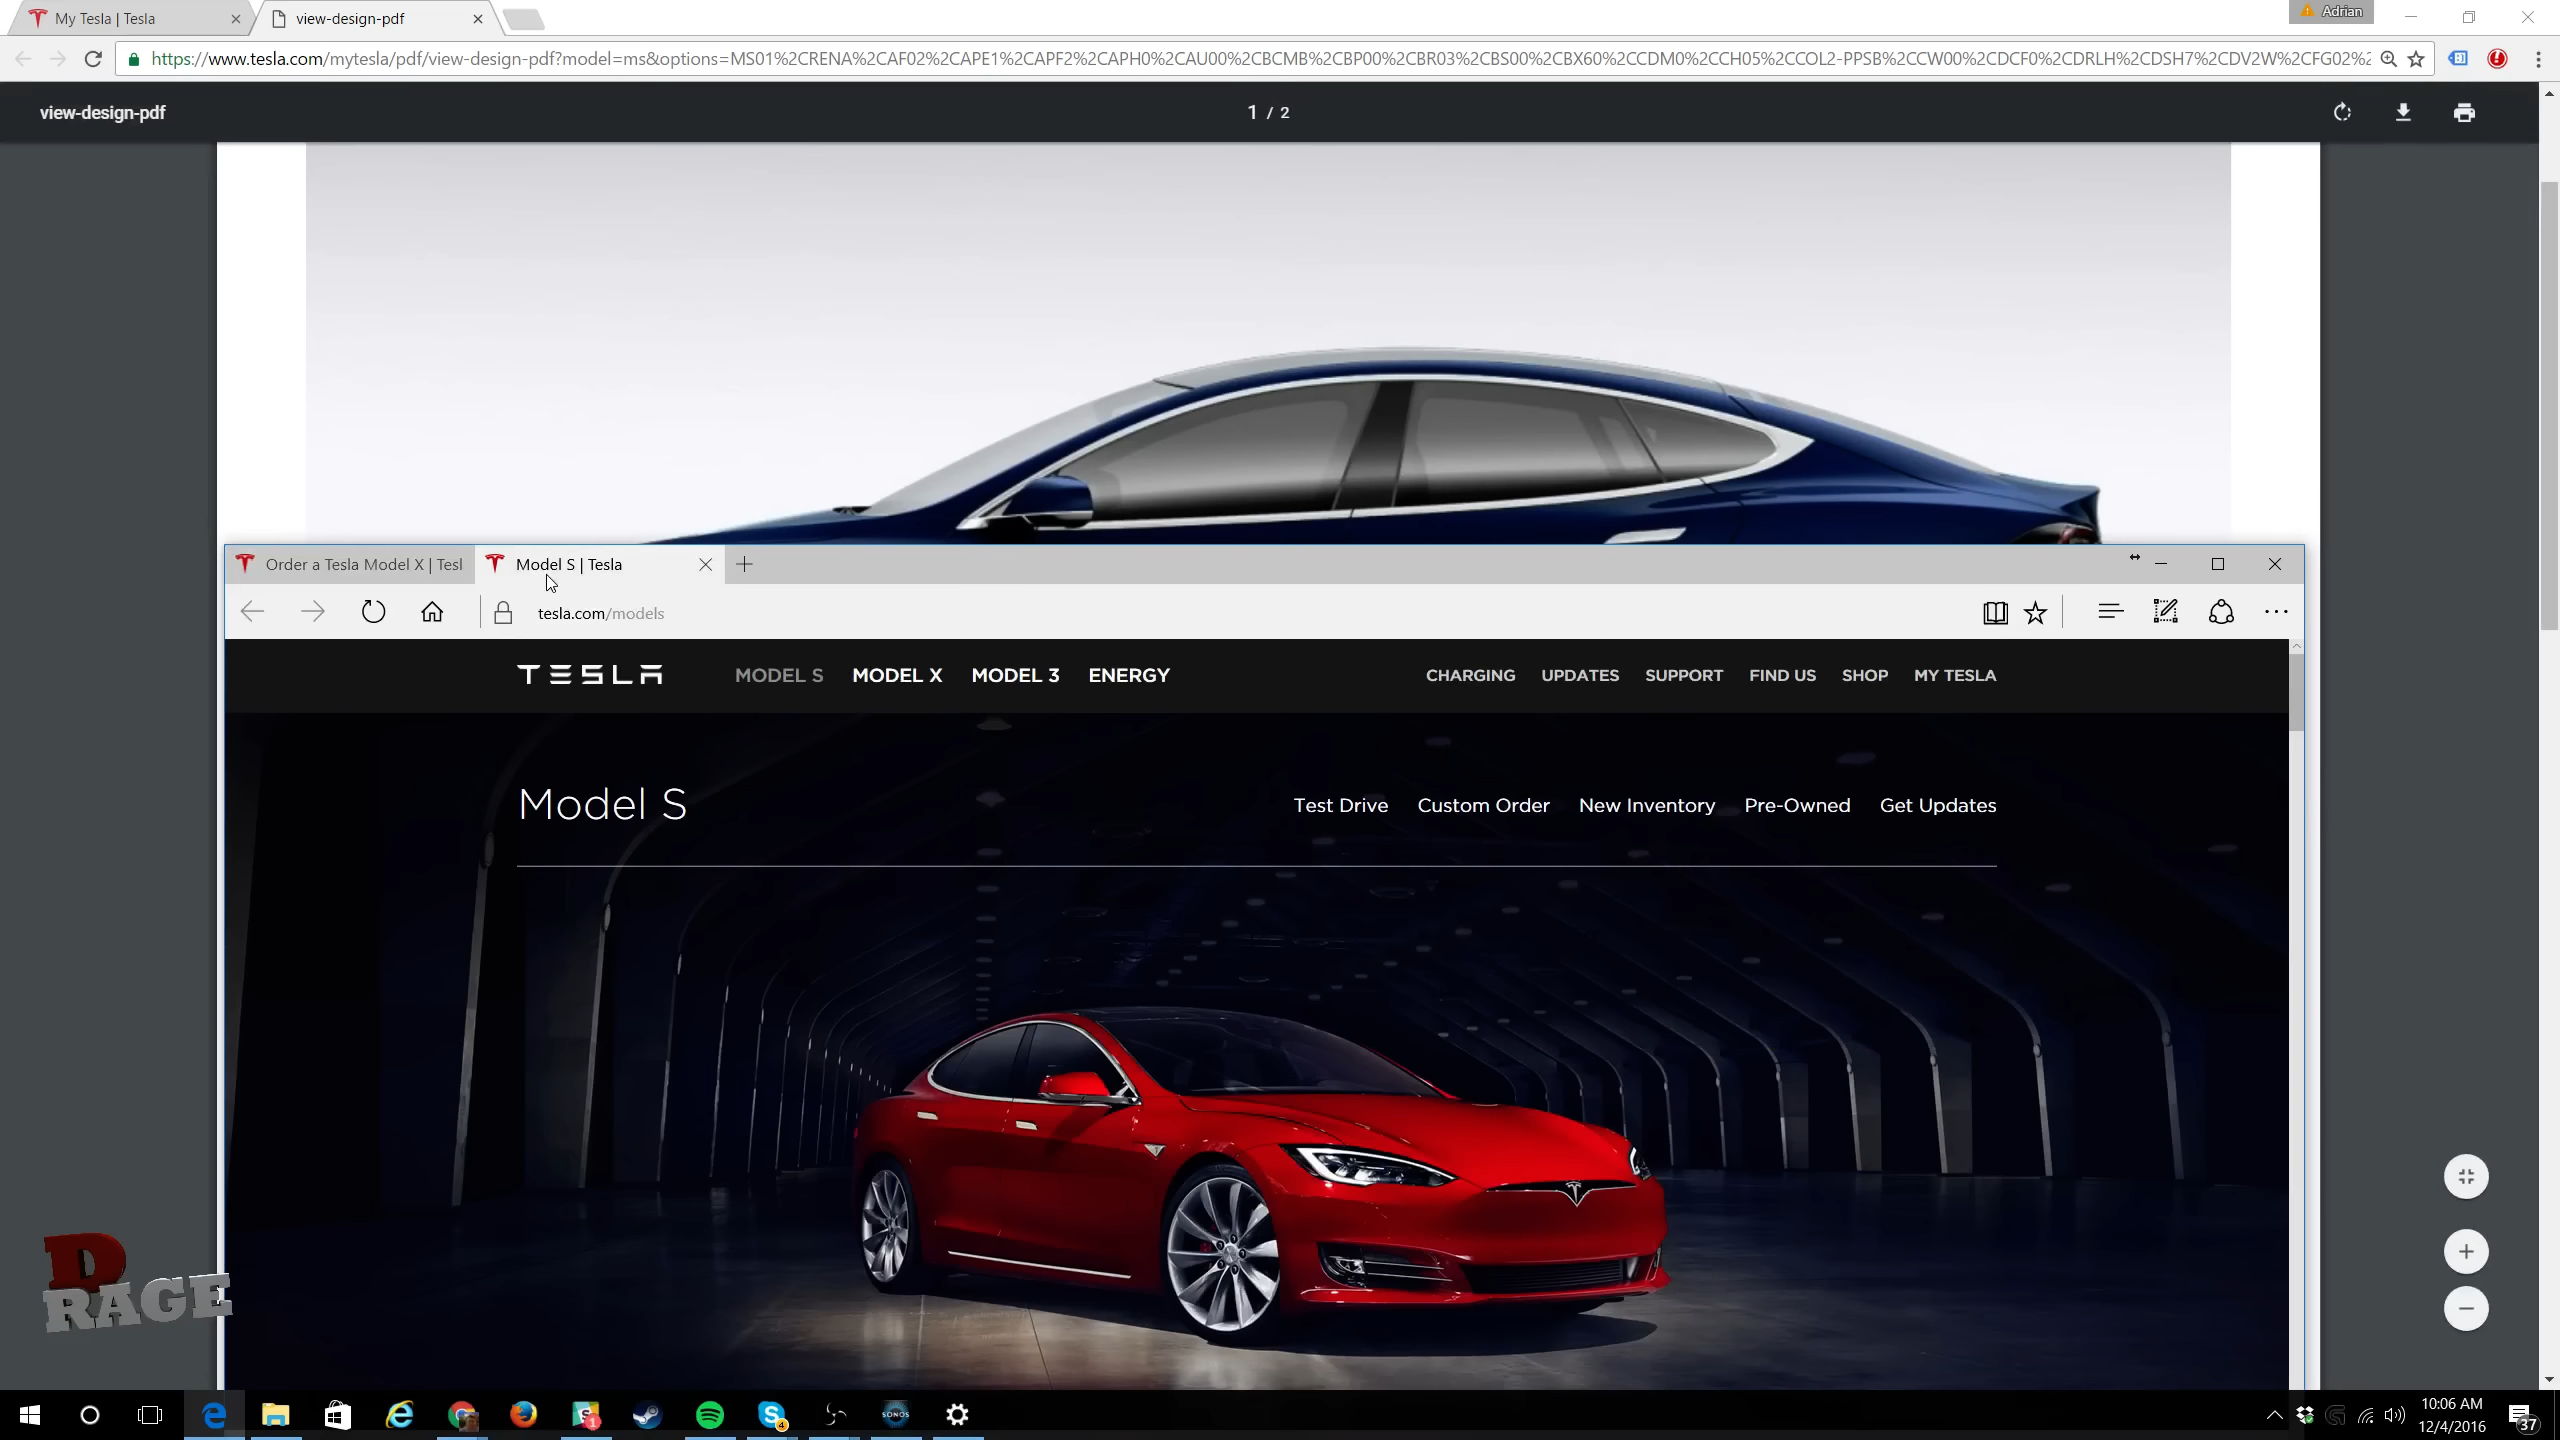 My Tesla | Tesla
view-design-pdf
Adrian
https://www.tesla.com/mytesla/pdf/view-design-pdf?model=ms&options=MS01%2CRENA%2CAF02%2CAPE1%2CAPF2%2CAPH0%2CAU00%2CBCMB%2CBP00%2CBR03%2CBS00%2CBX60%2CCDM0%2CCH05%2CCOL2-PPSB%2CCW00%2CDCF0%2CDRLH%2CDSH7%2CDV2W%2CFG02%2
view-design-pdf
1 / 2
Order a Tesla Model X | Tesl
Model S | Tesla
tesla.com/models
TESLA
MODEL S MODEL X MODEL 3 ENERGY
CHARGING UPDATES SUPPORT FIND US SHOP MY TESLA
Model S
Test Drive Custom Order New Inventory Pre-Owned Get Updates
D
RAGE
1
4
SONOS
10:06 AM
12/4/2016
37